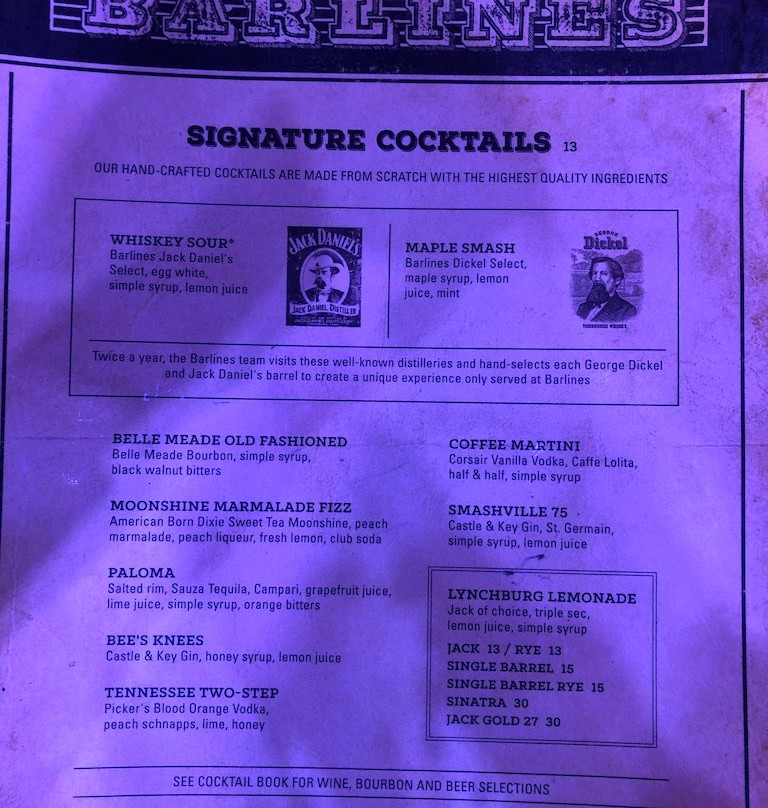 BARLINES
SIGNATURE COCKTAILS 13
OUR HAND-CRAFTED COCKTAILS ARE MADE FROM SCRATCH WITH THE HIGHEST QUALITY INGREDIENTS
WHISKEY SOUR*
Barlines Jack Daniel's
Select, egg white,
simple syrup, lemon juice
JACK DANIEL'S
JACK DANIEL DISTILLER
MAPLE SMASH
Barlines Dickel Select,
maple syrup, lemon
juice, mint
GEORGE
Dickel
TENNESSEE WHISKY
Twice a year, the Barlines team visits these well-known distilleries and hand-selects each George Dickel
and Jack Daniel's barrel to create a unique experience only served at Barlines
BELLE MEADE OLD FASHIONED
Belle Meade Bourbon, simple syrup,
black walnut bitters
MOONSHINE MARMALADE FIZZ
American Born Dixie Sweet Tea Moonshine, peach
marmalade, peach liqueur, fresh lemon, club soda
PALOMA
Salted rim, Sauza Tequila, Campari, grapefruit juice,
lime juice, simple syrup, orange bitters
BEE'S KNEES
Castle & Key Gin, honey syrup, lemon juice
TENNESSEE TWO-STEP
Picker's Blood Orange Vodka,
peach schnapps, lime, honey
COFFEE MARTINI
Corsair Vanilla Vodka, Caffé Lolita,
half & half, simple syrup
SMASHVILLE 75
Castle & Key Gin, St. Germain,
simple syrup, lemon juice
LYNCHBURG LEMONADE
Jack of choice, triple sec,
lemon juice, simple syrup
JACK 13 / RYE 13
SINGLE BARREL 15
SINGLE BARREL RYE 15
SINATRA 30
JACK GOLD 27 30
SEE COCKTAIL BOOK FOR WINE, BOURBON AND BEER SELECTIONS